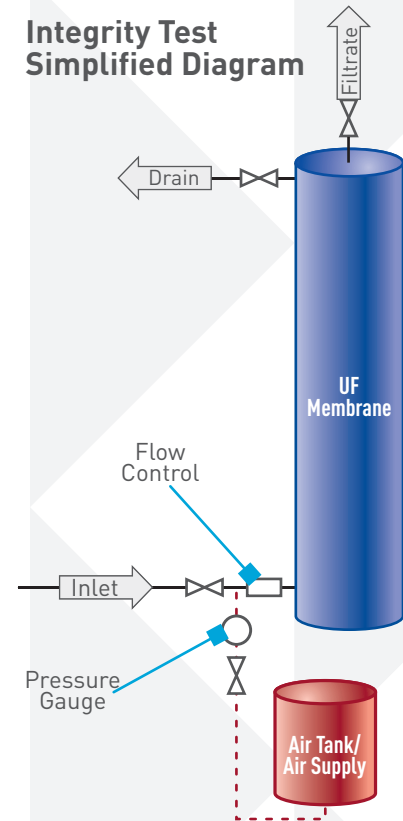 Integrity Test
Simplified Diagram
Filtrate
Drain
UF
Membrane
Flow
Control
Inlet
Pressure
Gauge
Air Tank/
Air Supply